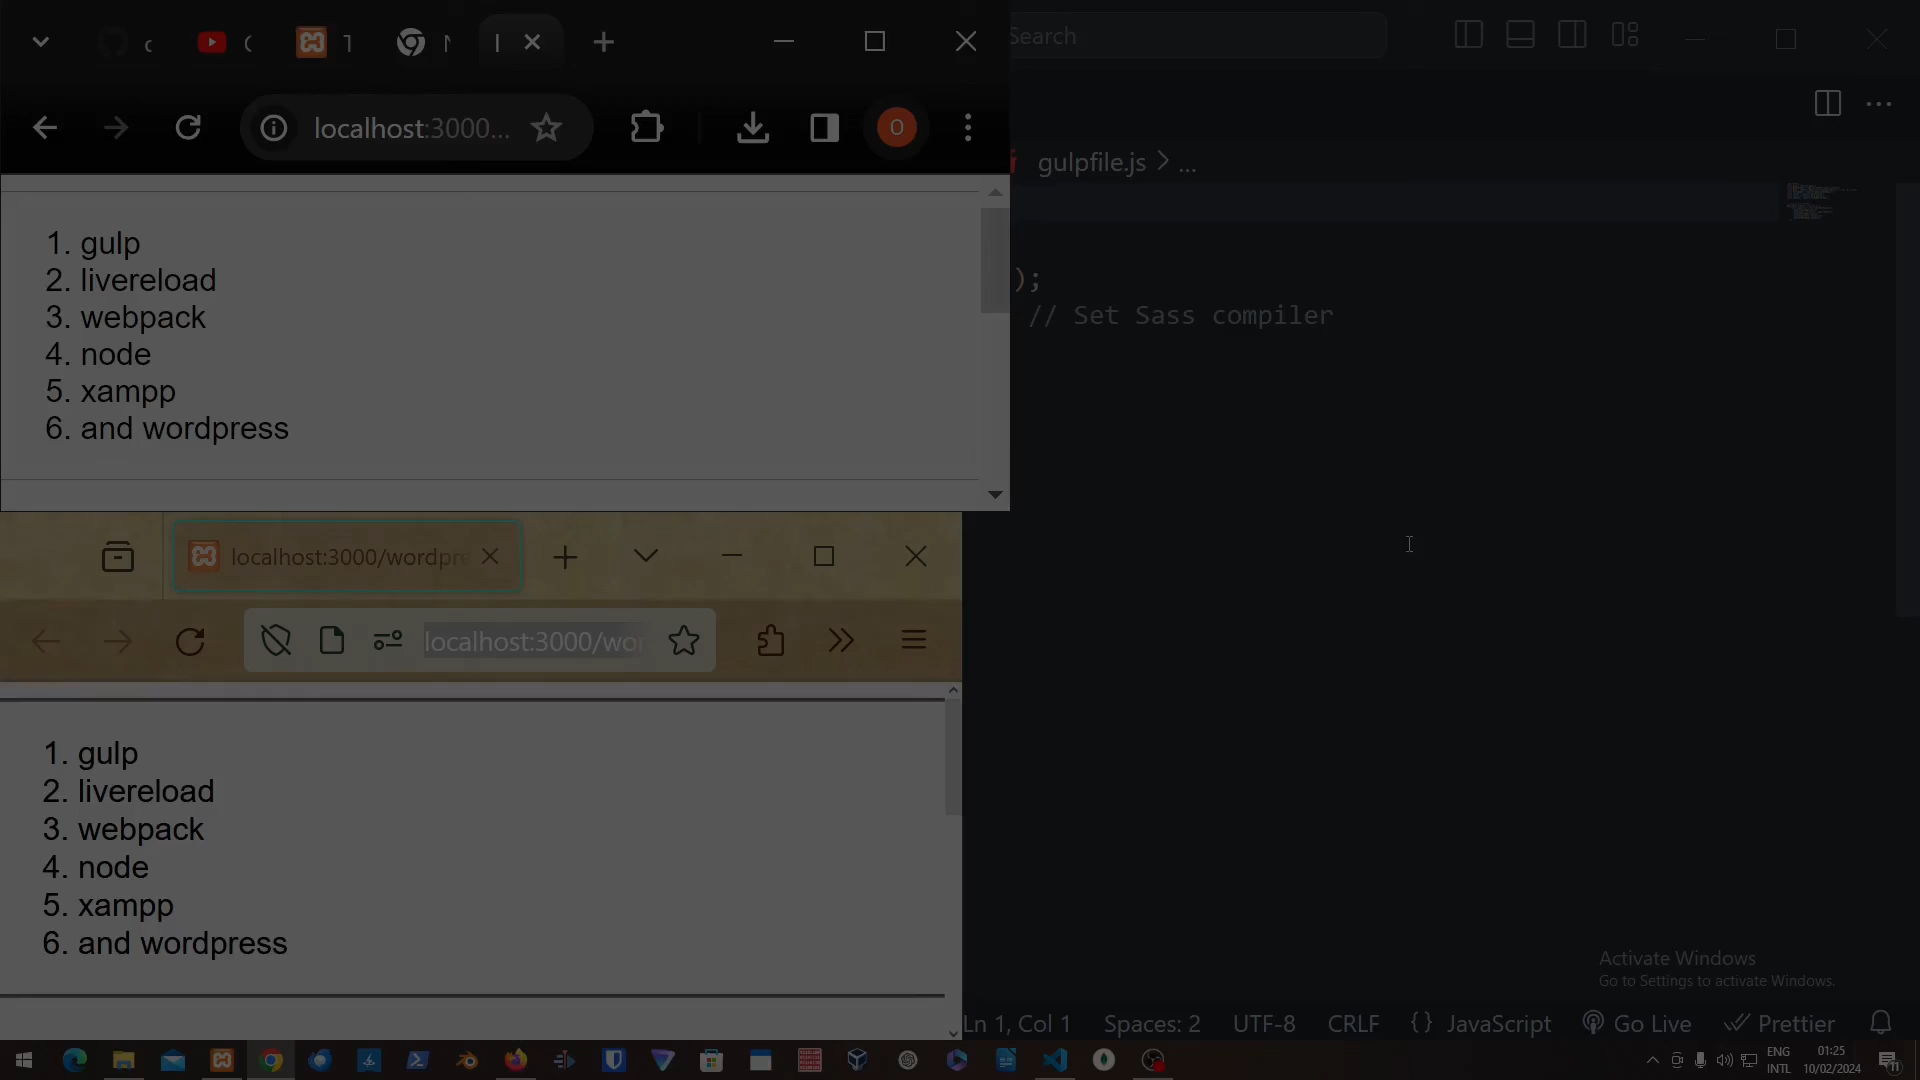 localhost:3000...
1. gulp
2. livereload
3. webpack
4. node
5. xampp
6. and wordpress
localhost:3000/wordpre
localhost:3000/wor
1. gulp
2. livereload
3. webpack
4. node
5. xampp
6. and wordpress
Search
gulpfile.js > ...
);
// Set Sass compiler
Activate Windows
Go to Settings to activate Windows.
Ln 1, Col 1 Spaces: 2 UTF-8 CRLF {} JavaScript Go Live Prettier
ENG
INTL
01:25
10/02/2024